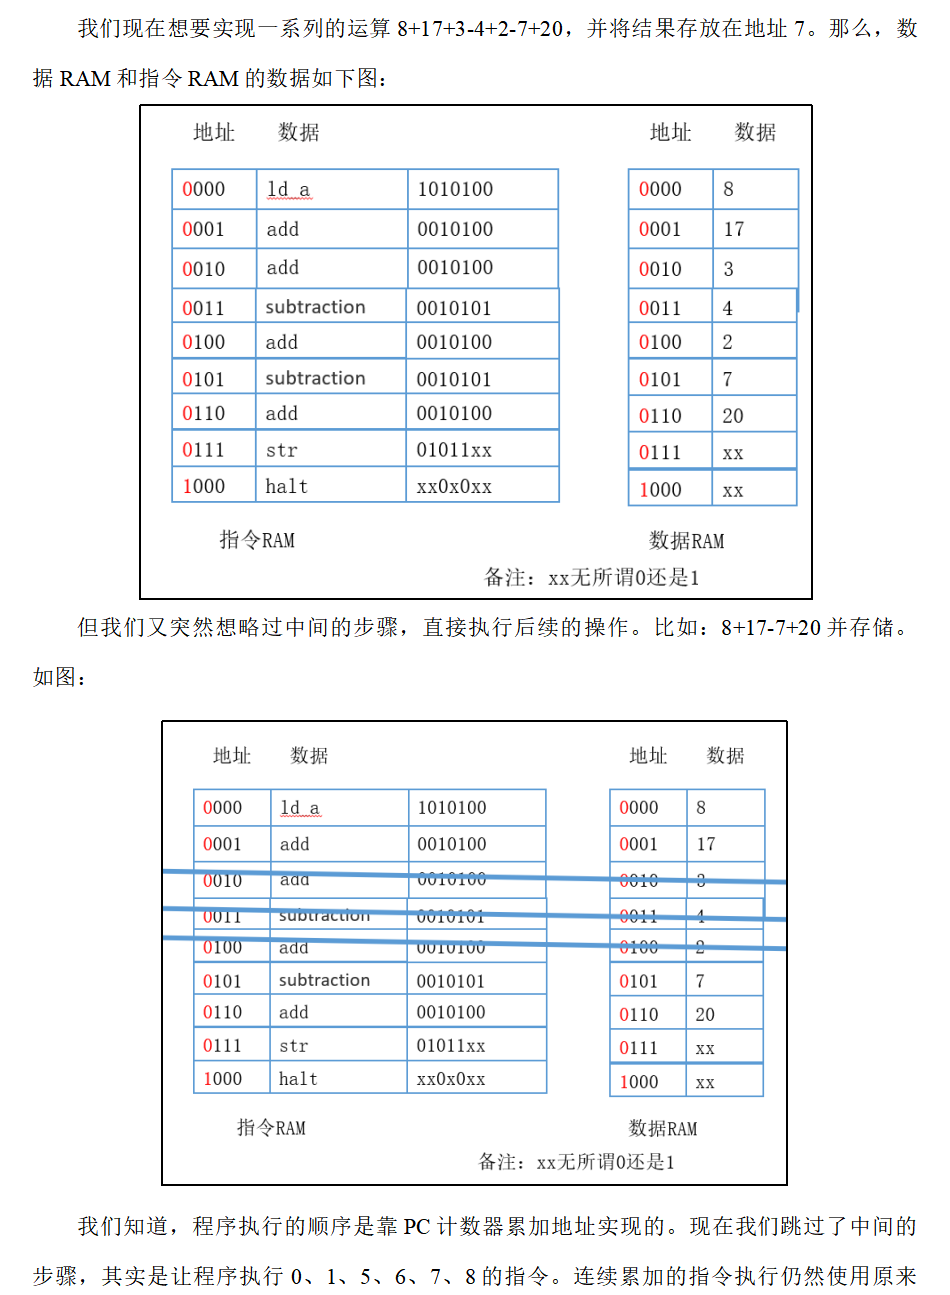 我们现在想要实现一系列的运算 8+17+3-4+2-7+20，并将结果存放在地址 7。那么，数
据 RAM 和指令 RAM 的数据如下图：
地址 数据 地址 数据
0000 ld_a 1010100 0000 8
0001 add 0010100 0001 17
0010 add 0010100 0010 3
0011 subtraction 0010101 0011 4
0100 add 0010100 0100 2
0101 subtraction 0010101 0101 7
0110 add 0010100 0110 20
0111 str 01011xx 0111 xx
1000 halt xx0x0xx 1000 xx
指令RAM 数据RAM
备注：xx无所谓0还是1
但我们又突然想略过中间的步骤，直接执行后续的操作。比如：8+17-7+20 并存储。
如图：
地址 数据 地址 数据
0000 ld_a 1010100 0000 8
0001 add 0010100 0001 17
0010 add 0010100 0010 3
0011 subtraction 0010101 0011 4
0100 add 0010100 0100 2
0101 subtraction 0010101 0101 7
0110 add 0010100 0110 20
0111 str 01011xx 0111 xx
1000 halt xx0x0xx 1000 xx
指令RAM 数据RAM
备注：xx无所谓0还是1
我们知道，程序执行的顺序是靠 PC 计数器累加地址实现的。现在我们跳过了中间的
步骤，其实是让程序执行 0、1、5、6、7、8 的指令。连续累加的指令执行仍然使用原来